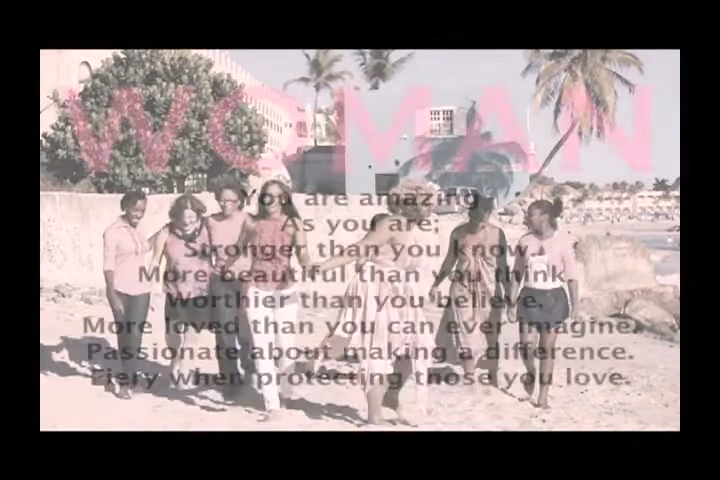 WOMAN
You are amazing
As you are;
Stronger than you know.
More beautiful than you think
Worthier than you believe.
More loved than you can ever imagine.
Passionate about making a difference.
Fiery when protecting those you love.